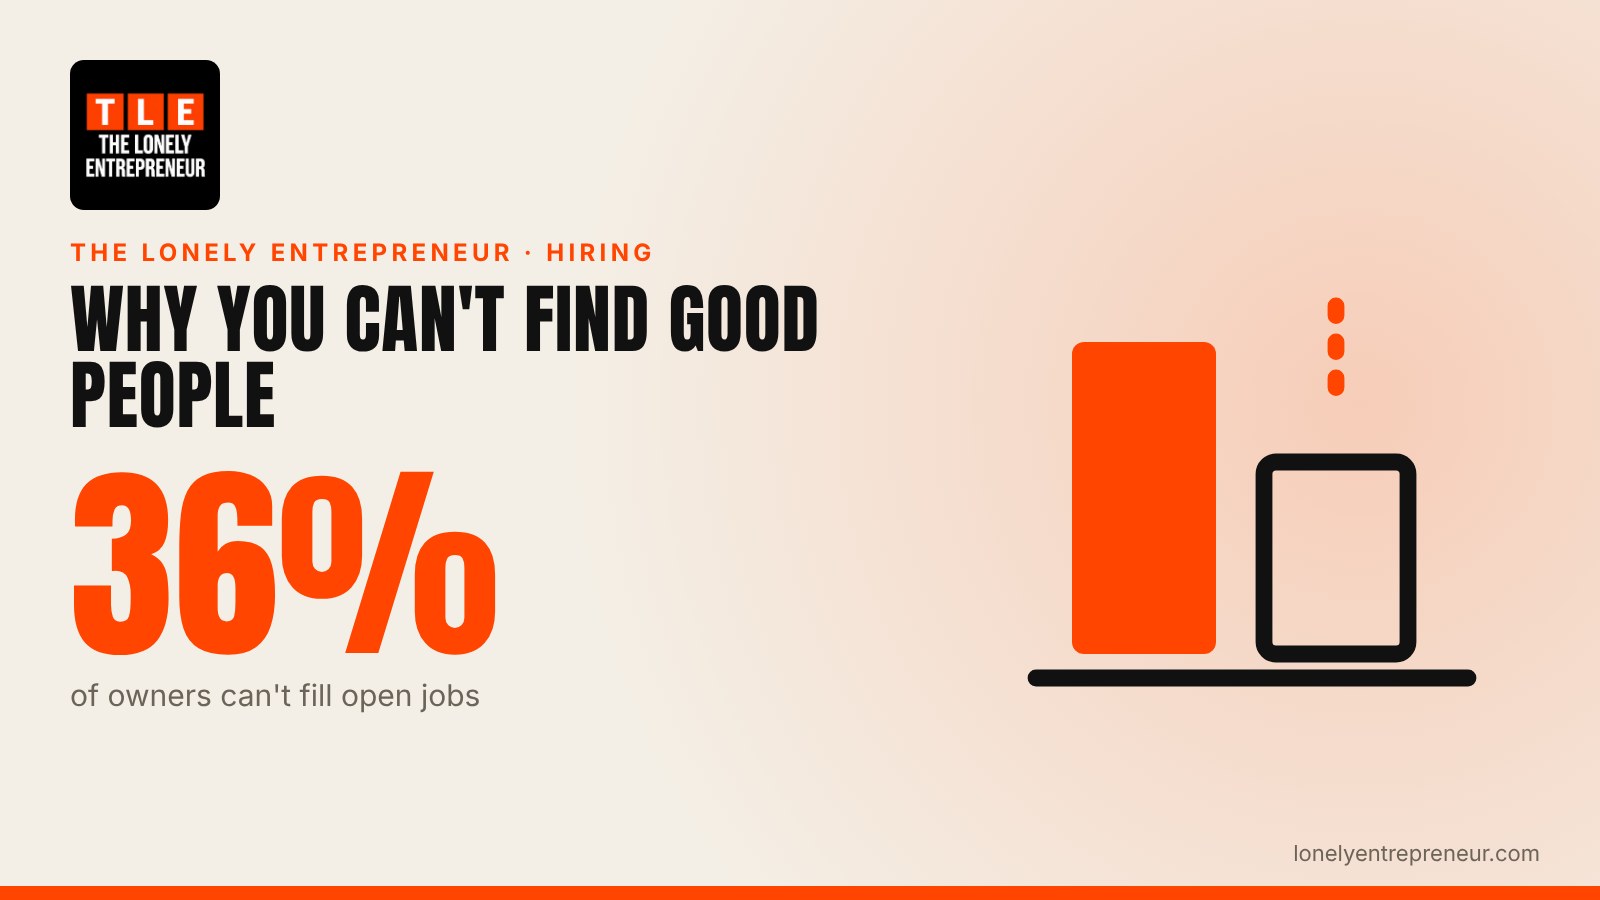 T L E
THE LONELY
ENTREPRENEUR
THE LONELY ENTREPRENEUR · HIRING
WHY YOU CAN'T FIND GOOD
PEOPLE
36%
of owners can't fill open jobs
lonelyentrepreneur.com